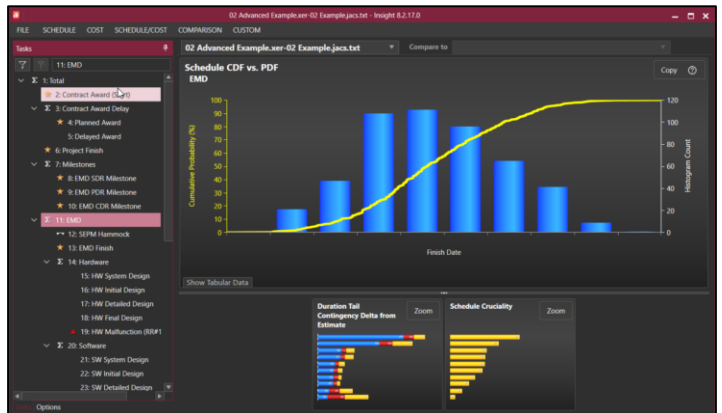 02 Advanced Example.xer-02 Example.jacs.txt - Insight 8.2.17.0
FILE SCHEDULE COST SCHEDULE/COST COMPARISON CUSTOM
Tasks
02 Advanced Example.xer-02 Example.jacs.txt
Compare to
11: EMD
Σ 1: Total
2: Contract Award (Start)
Σ 3: Contract Award Delay
4: Planned Award
5: Delayed Award
6: Project Finish
Σ 7: Milestones
8: EMD SDR Milestone
9: EMD PDR Milestone
10: EMD CDR Milestone
Σ 11: EMD
12: SEPM Hammock
13: EMD Finish
Σ 14: Hardware
15: HW System Design
16: HW Initial Design
17: HW Detailed Design
18: HW Final Design
19: HW Malfunction (RR#1
Σ 20: Software
21: SW System Design
22: SW Initial Design
23: SW Detailed Design
Options
Schedule CDF vs. PDF
EMD
Copy
Cumulative Probability (%)
100
90
80
70
60
50
40
30
20
10
0
120
100
80
60
40
20
0
Histogram Count
Finish Date
Show Tabular Data
Duration Tail
Contingency Delta from
Estimate
Zoom
Schedule Cruciality
Zoom